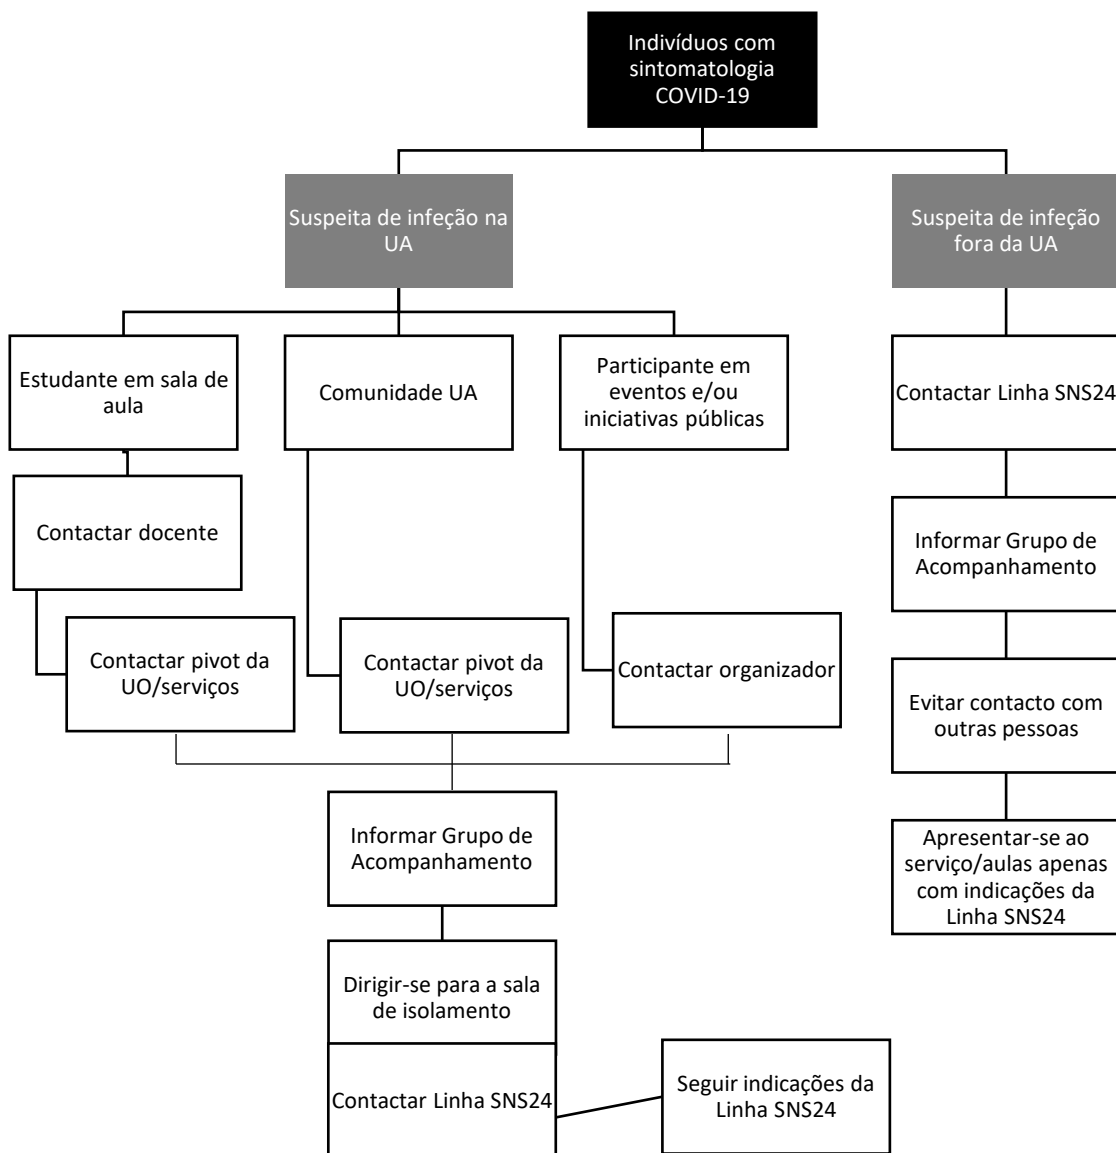 Indivíduos com
sintomatologia
COVID-19
Suspeita de infeção na
UA
Suspeita de infeção
fora da UA
Estudante em sala de
aula
Comunidade UA
Participante em
eventos e/ou
iniciativas públicas
Contactar Linha SNS24
Contactar docente
Informar Grupo de
Acompanhamento
Contactar pivot da
UO/serviços
Contactar pivot da
UO/serviços
Contactar organizador
Evitar contacto com
outras pessoas
Informar Grupo de
Acompanhamento
Apresentar-se ao
serviço/aulas apenas
com indicações da
Linha SNS24
Dirigir-se para a sala
de isolamento
Contactar Linha SNS24
Seguir indicações da
Linha SNS24